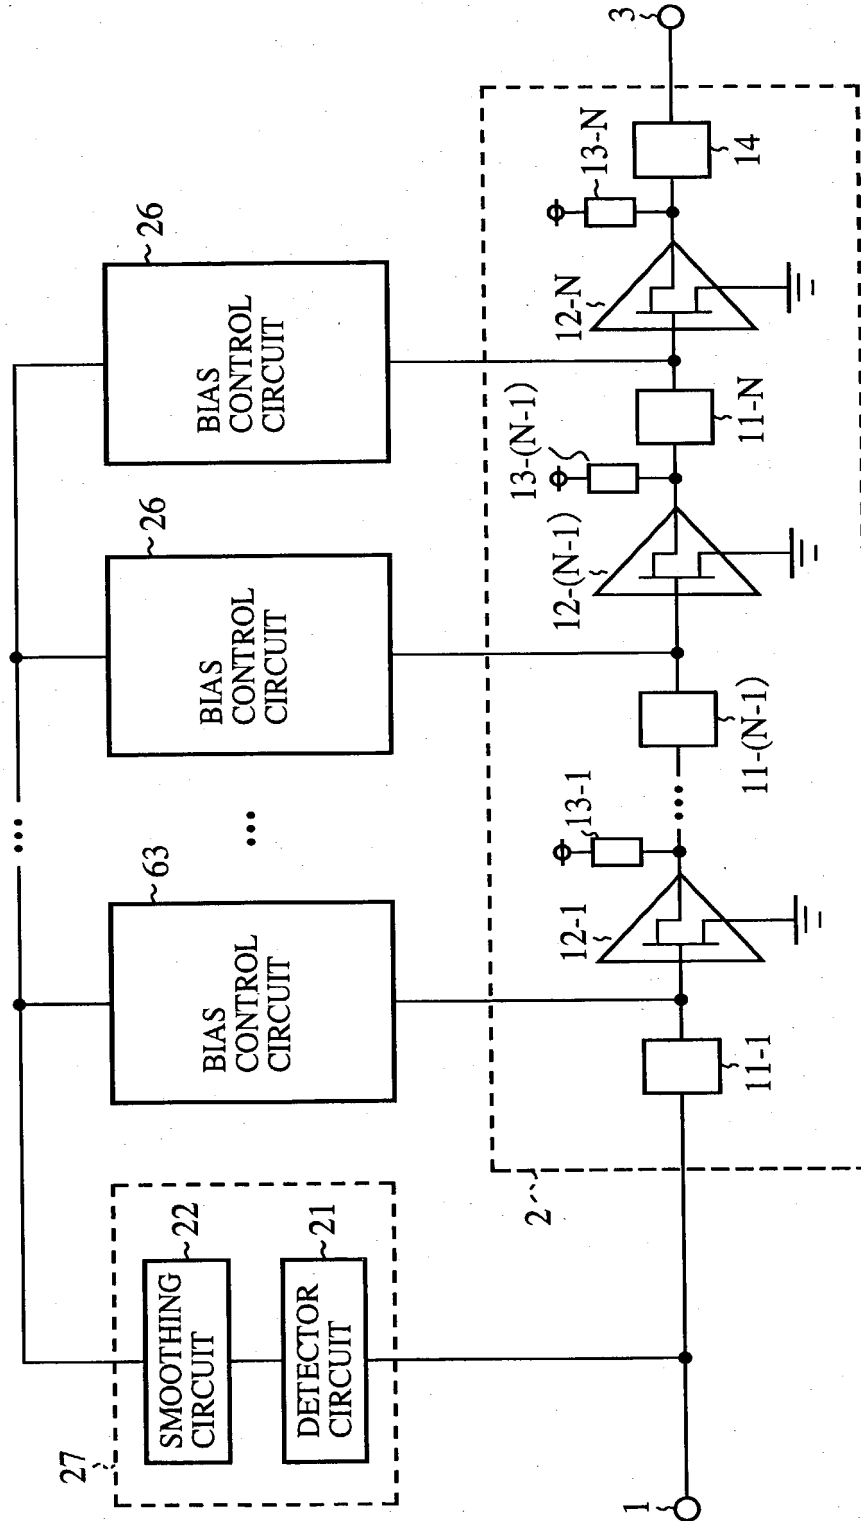 27
SMOOTHING
CIRCUIT
22
DETECTOR
CIRCUIT
21
BIAS
CONTROL
CIRCUIT
63
...
...
BIAS
CONTROL
CIRCUIT
26
BIAS
CONTROL
CIRCUIT
26
1
2
11-1
12-1
13-1
...
11-(N-1)
12-(N-1)
13-(N-1)
11-N
12-N
13-N
14
3